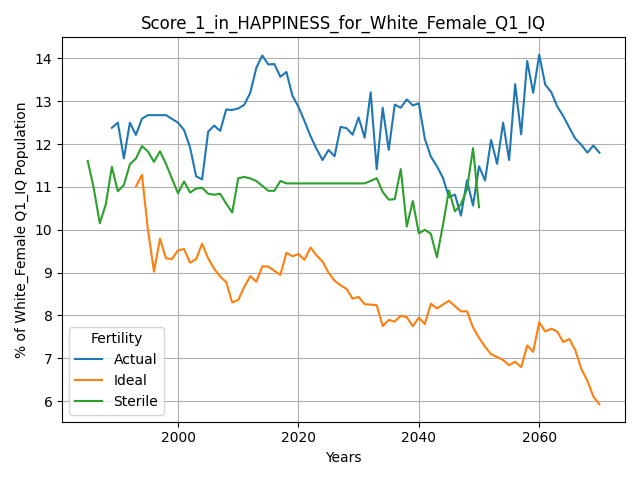 Score_1_in_HAPPINESS_for_White_Female_Q1_IQ
% of White_Female Q1_IQ Population
14
13
12
11
10
9
8
7
6
Fertility
Actual
Ideal
Sterile
2000 2020 2040 2060
Years